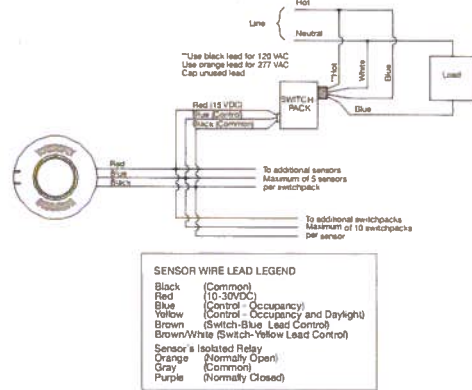 Hot
Line
Neutral
**Use black lead for 120 VAC
Use orange lead for 277 VAC
Cap unused lead
**Hot
White
Blue
Load
Red (15 VDC)
Blue (Control)
Black (Common)
SWITCH
PACK
Blue
Red
Blue
Black
To additional sensors
Maximum of 5 sensors
per switchpack
To additional switchpacks
Maximum of 10 switchpacks
per sensor
SENSOR WIRE LEAD LEGEND
Black (Common)
Red (10-30VDC)
Blue (Control - Occupancy)
Yellow (Control - Occupancy and Daylight)
Brown (Switch-Blue Lead Control)
Brown/White (Switch-Yellow Lead Control)
Sensor's Isolated Relay
Orange (Normally Open)
Gray (Common)
Purple (Normally Closed)